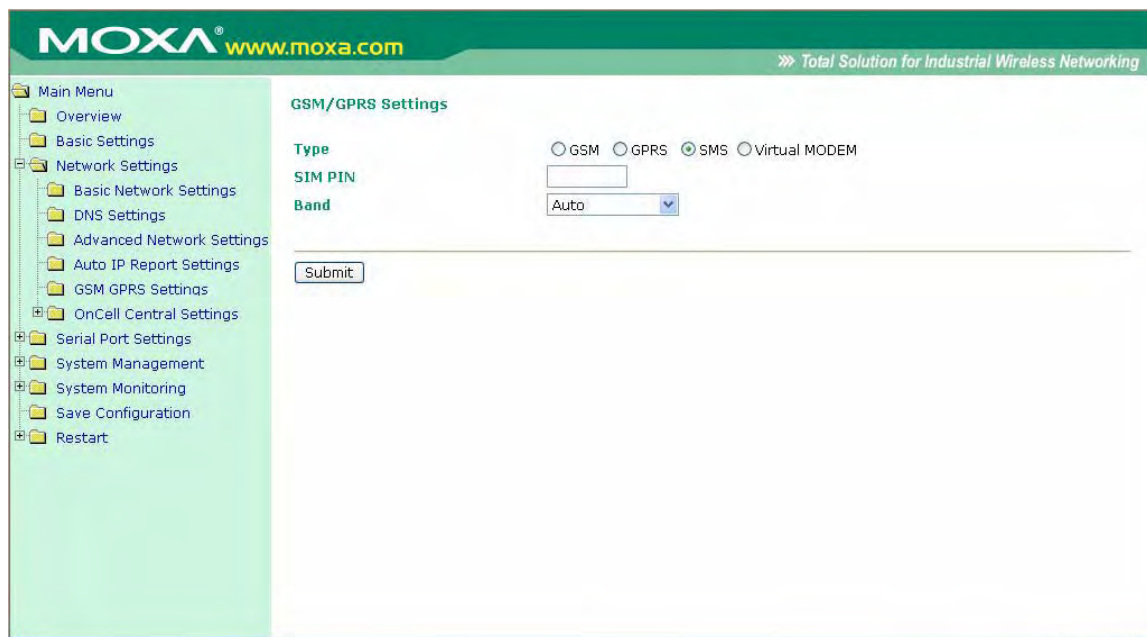 MOXA® www.moxa.com
»» Total Solution for Industrial Wireless Networking
Main Menu
Overview
Basic Settings
Network Settings
Basic Network Settings
DNS Settings
Advanced Network Settings
Auto IP Report Settings
GSM GPRS Settings
OnCell Central Settings
Serial Port Settings
System Management
System Monitoring
Save Configuration
Restart
GSM/GPRS Settings
Type GSM GPRS SMS Virtual MODEM
SIM PIN
Band Auto
Submit